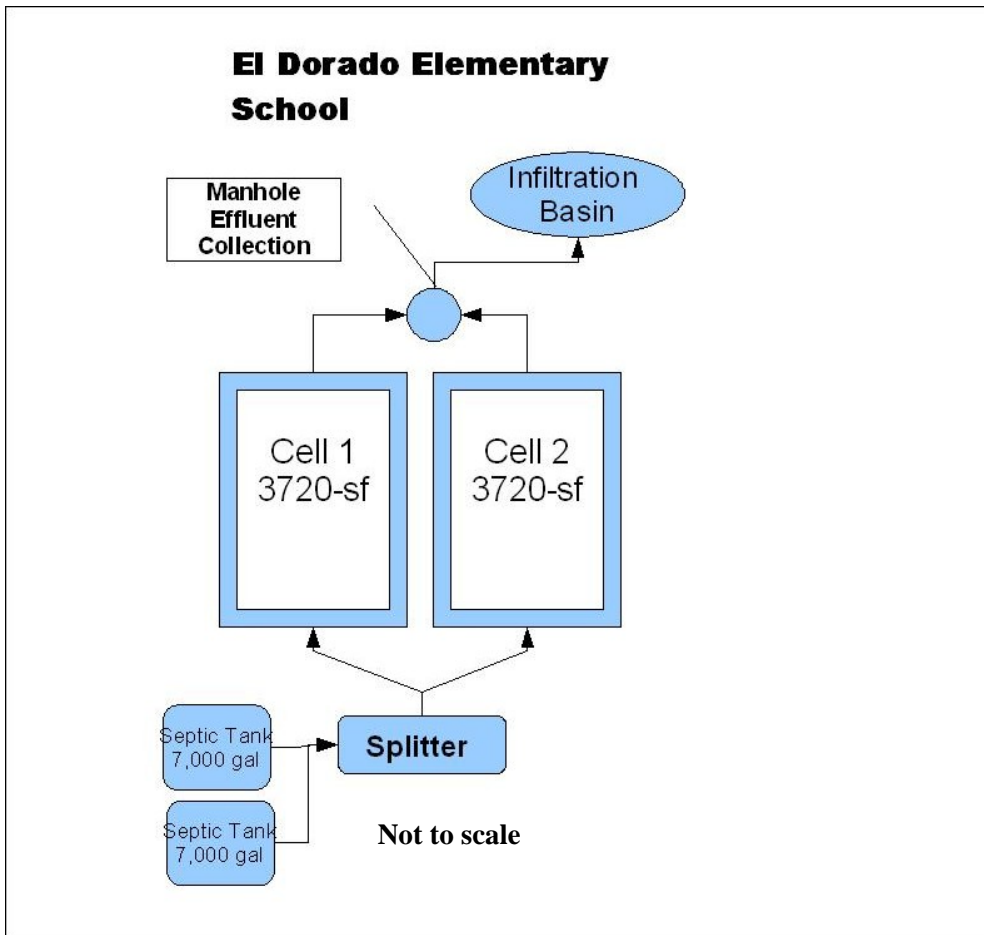 El Dorado Elementary
School
Manhole
Effluent
Collection
Infiltration
Basin
Cell 1
3720-sf
Cell 2
3720-sf
Septic Tank
7,000 gal
Splitter
Septic Tank
7,000 gal
Not to scale